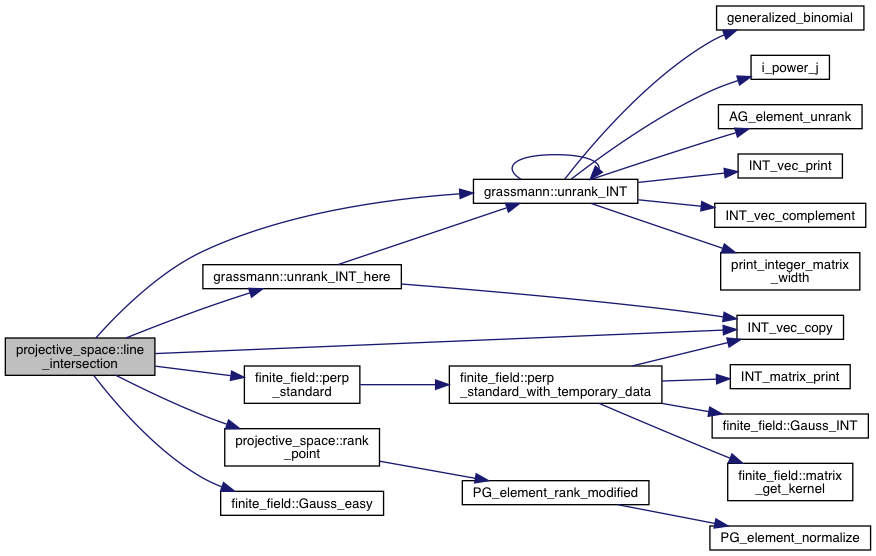 generalized_binomial
i_power_j
AG_element_unrank
INT_vec_print
grassmann::unrank_INT
INT_vec_complement
print_integer_matrix
_width
grassmann::unrank_INT_here
INT_vec_copy
projective_space::line
_intersection
finite_field::perp
_standard
finite_field::perp
_standard_with_temporary_data
INT_matrix_print
finite_field::Gauss_INT
projective_space::rank
_point
finite_field::matrix
_get_kernel
finite_field::Gauss_easy
PG_element_rank_modified
PG_element_normalize